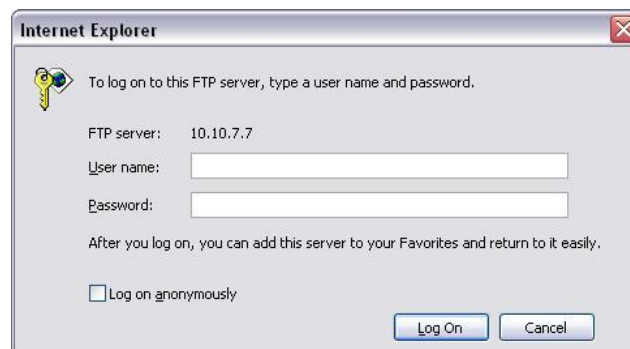 Internet Explorer
To log on to this FTP server, type a user name and password.
FTP server: 10.10.7.7
User name:
Password:
After you log on, you can add this server to your Favorites and return to it easily.
Log on anonymously
Log On Cancel